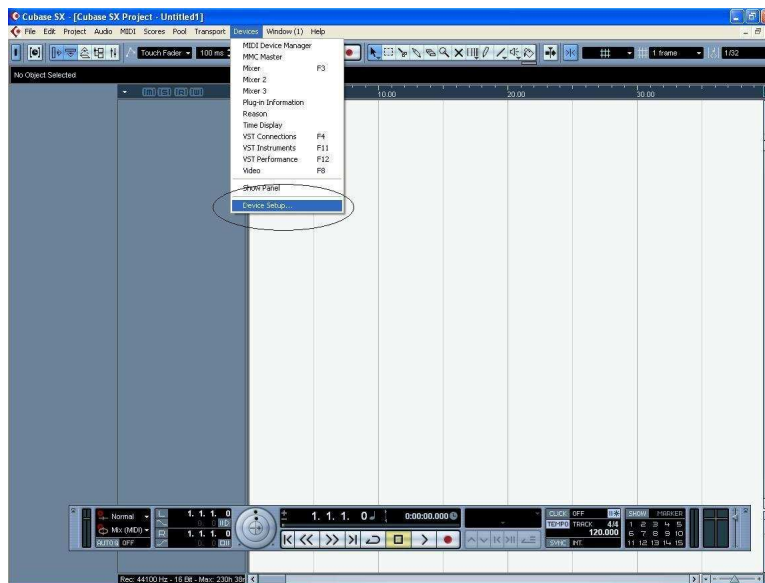 Cubase SX - [Cubase SX Project - Untitled1]
File Edit Project Audio MIDI Scores Pool Transport Devices Window (1) Help
Touch Fader 100 ms 1 frame 1/32
No Object Selected
MIDI Device Manager
MMC Master
Mixer F3
Mixer 2
Mixer 3
Plug-in Information
Reason
Time Display
VST Connections F4
VST Instruments F11
VST Performance F12
Video F8
Show Panel
Device Setup...
10.00 20.00 30.00
Normal L 1. 1. 1. 0
0. 0
Mix (MIDI) R 1. 1. 1. 0
AUTO Q OFF 0. 0
1. 1. 1. 0 0:00:00.000
CLICK OFF
TEMPO TRACK 4/4
120.000
SYNC INT.
SHOW MARKER
1 2 3 4 5
6 7 8 9 10
11 12 13 14 15
Rec: 44100 Hz - 16 Bit - Max: 230h